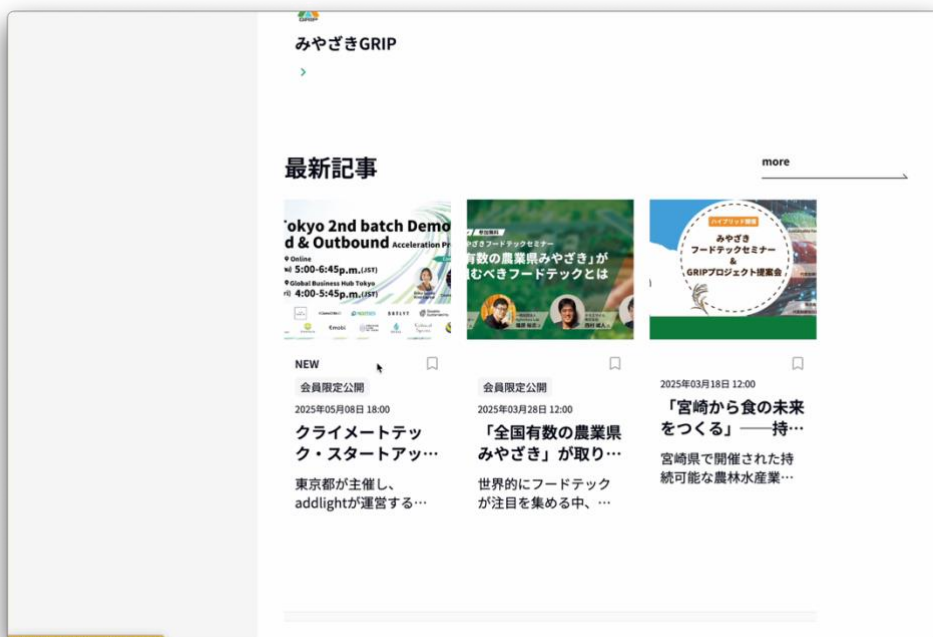 GRIP
みやざきGRIP
最新記事
more
Tokyo 2nd batch Demo
d & Outbound Acceleration Pr
Online
5:00-6:45p.m.(JST)
Global Business Hub Tokyo
4:00-5:45p.m.(JST)
参加無料
ざきフードテックセミナー
有数の農業県みやざき」が
むべきフードテックとは
ハイブリッド開催
みやざき
フードテックセミナー
&
GRIPプロジェクト提案会
NEW
会員限定公開
2025年05月08日 18:00
クライメートテッ
ク・スタートアッ…
東京都が主催し、
addlightが運営する…
会員限定公開
2025年03月28日 12:00
「全国有数の農業県
みやざき」が取り…
世界的にフードテック
が注目を集める中、…
2025年03月18日 12:00
「宮崎から食の未来
をつくる」──持…
宮崎県で開催された持
続可能な農林水産業…